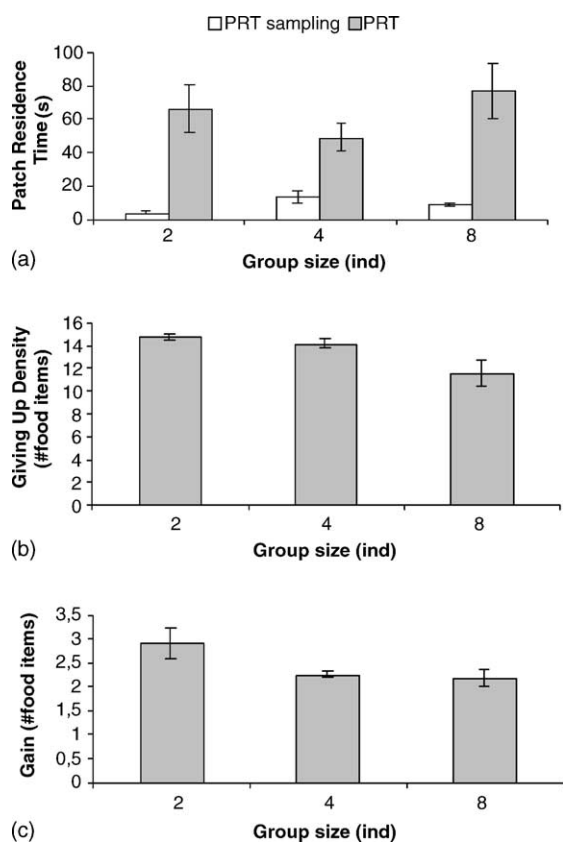 PRT sampling PRT
Patch Residence
Time (s)
100
80
60
40
20
0
2 4 8
Group size (ind)
(a)
Giving Up Density
(#food items)
16
14
12
10
8
6
4
2
0
2 4 8
Group size (ind)
(b)
Gain (#food items)
3,5
3
2,5
2
1,5
1
0,5
0
2 4 8
Group size (ind)
(c)